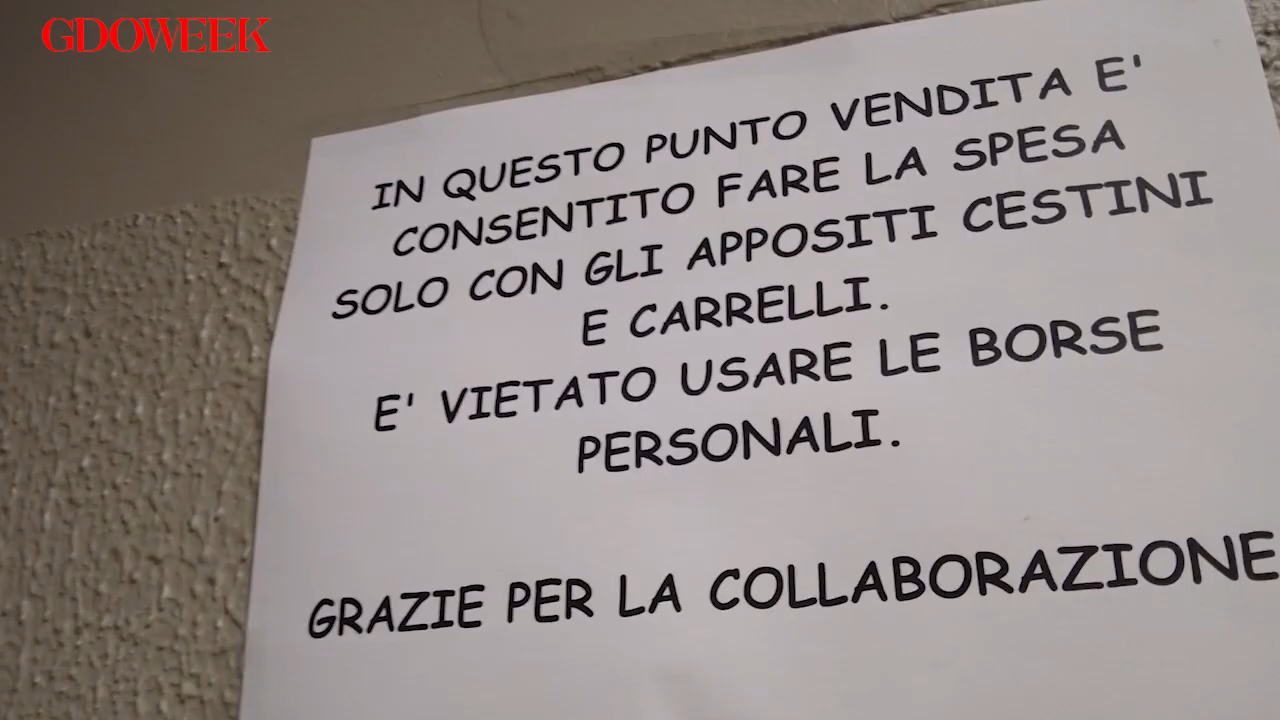 GDOWEEK
IN QUESTO PUNTO VENDITA E'
CONSENTITO FARE LA SPESA
SOLO CON GLI APPOSITI CESTINI
E CARRELLI.
E' VIETATO USARE LE BORSE
PERSONALI.
GRAZIE PER LA COLLABORAZIONE